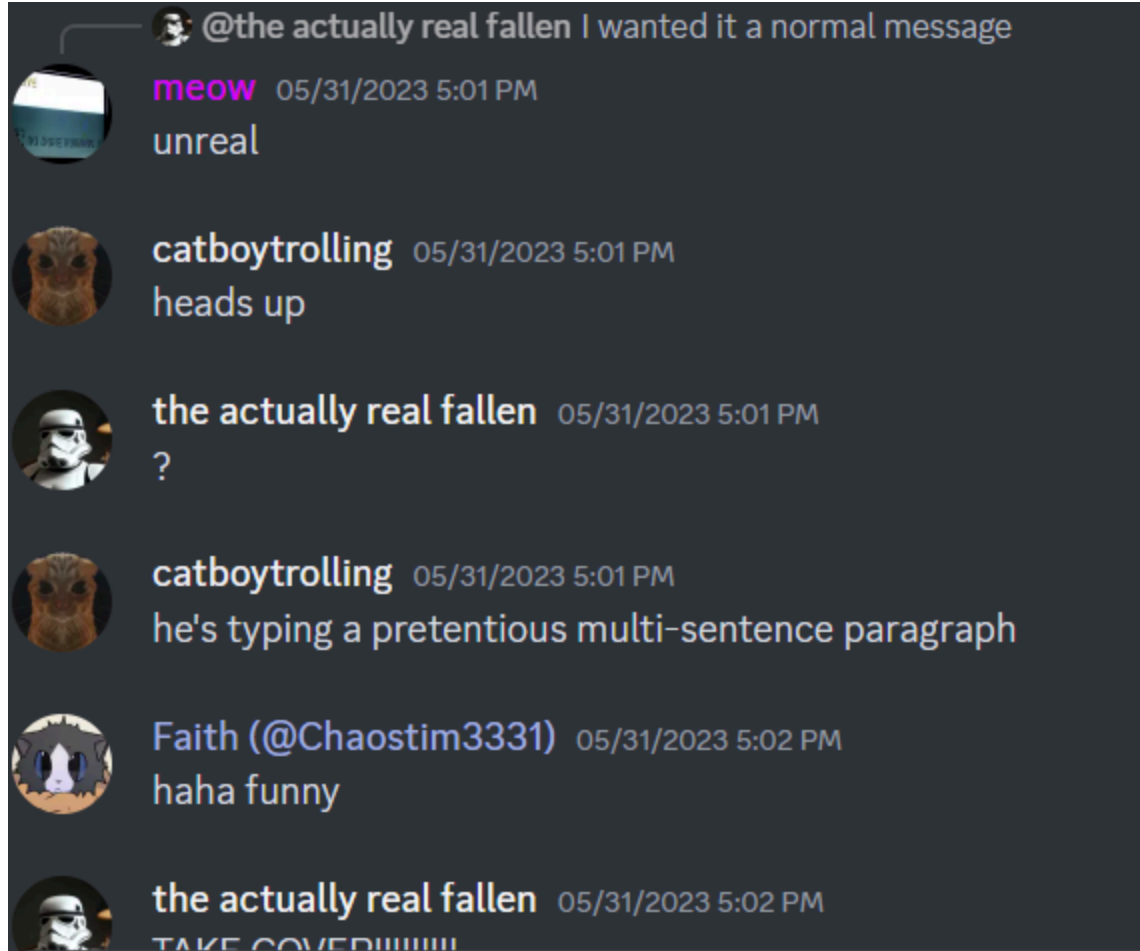 @the actually real fallen I wanted it a normal message
meow 05/31/2023 5:01 PM
unreal
catboytrolling 05/31/2023 5:01 PM
heads up
the actually real fallen 05/31/2023 5:01 PM
?
catboytrolling 05/31/2023 5:01 PM
he's typing a pretentious multi-sentence paragraph
Faith (@Chaostim3331) 05/31/2023 5:02 PM
haha funny
the actually real fallen 05/31/2023 5:02 PM
TAKE COVER!!!!!!!!!!